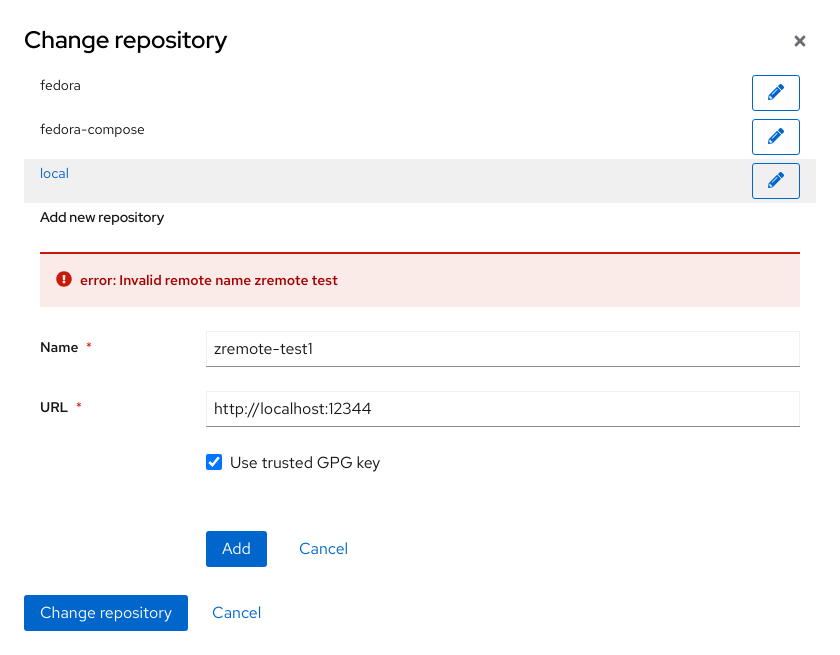 Change repository
fedora
fedora-compose
local
Add new repository
error: Invalid remote name zremote test
Name *
zremote-test1
URL *
http://localhost:12344
Use trusted GPG key
Add Cancel
Change repository Cancel